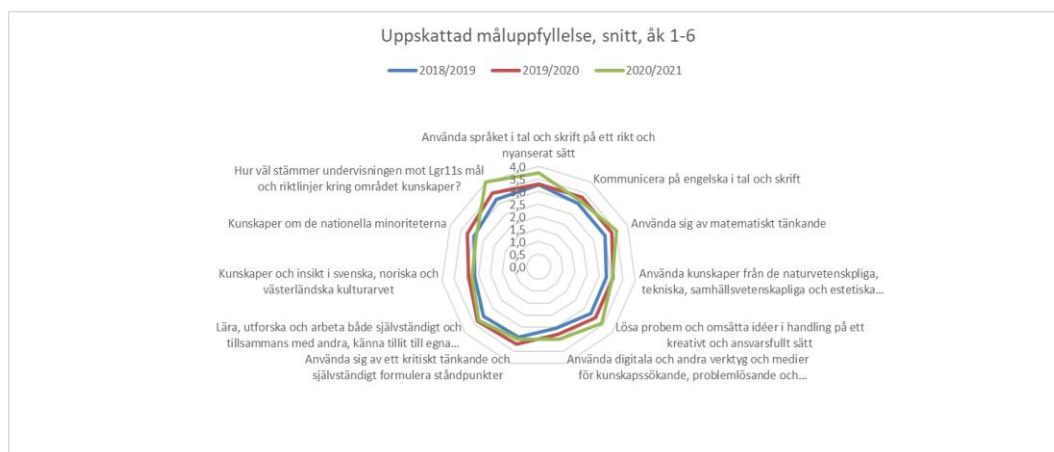 Uppskattad måluppfyllelse, snitt, åk 1-6
2018/2019 2019/2020 2020/2021
Använda språket i tal och skrift på ett rikt och
nyanserat sätt
Kommunicera på engelska i tal och skrift
Använda sig av matematiskt tänkande
Använda kunskaper från de naturvetenskpliga,
tekniska, samhällsvetenskapliga och estetiska...
Lösa probem och omsätta idéer i handling på ett
kreativt och ansvarsfullt sätt
Använda digitala och andra verktyg och medier
för kunskapssökande, problemlösande och...
Använda sig av ett kritiskt tänkande och
självständigt formulera ståndpunkter
Lära, utforska och arbeta både självständigt och
tillsammans med andra, känna tillit till egna...
Kunskaper och insikt i svenska, noriska och
västerländska kulturarvet
Kunskaper om de nationella minoriteterna
Hur väl stämmer undervisningen mot Lgr11s mål
och riktlinjer kring området kunskaper?
4,0
3,5
3,0
2,5
2,0
1,5
1,0
0,5
0,0